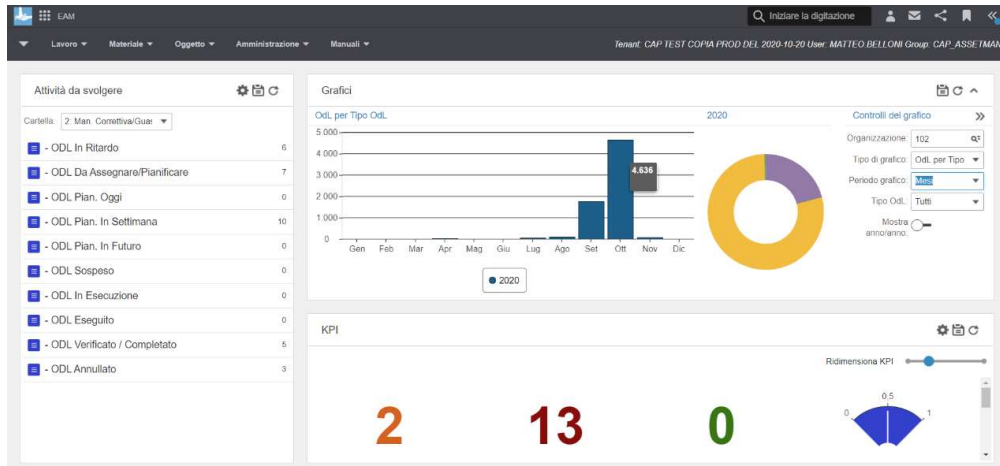 EAM
Iniziare la digitazione
Lavoro Materiale Oggetto Amministrazione Manuali
Tenant: CAP TEST COPIA PROD DEL 2020-10-20 User: MATTEO.BELLONI Group: CAP_ASSETMAN
Attività da svolgere
Cartella: 2. Man. Correttiva/Guas
- ODL In Ritardo 6
- ODL Da Assegnare/Pianificare 7
- ODL Pian. Oggi 0
- ODL Pian. In Settimana 10
- ODL Pian. In Futuro 0
- ODL Sospeso 0
- ODL In Esecuzione 0
- ODL Eseguito 0
- ODL Verificato / Completato 5
- ODL Annullato 3
Grafici
OdL per Tipo OdL
5 000
4 000
3 000
2 000
1 000
0
4.636
Gen Feb Mar Apr Mag Giu Lug Ago Set Ott Nov Dic
2020
2020
Controlli del grafico
Organizzazione: 102
Tipo di grafico: OdL per Tipo
Periodo grafico: Mesi
Tipo OdL: Tutti
Mostra
anno/anno:
KPI
Ridimensiona KPI
2 13 0
0 0,5 1